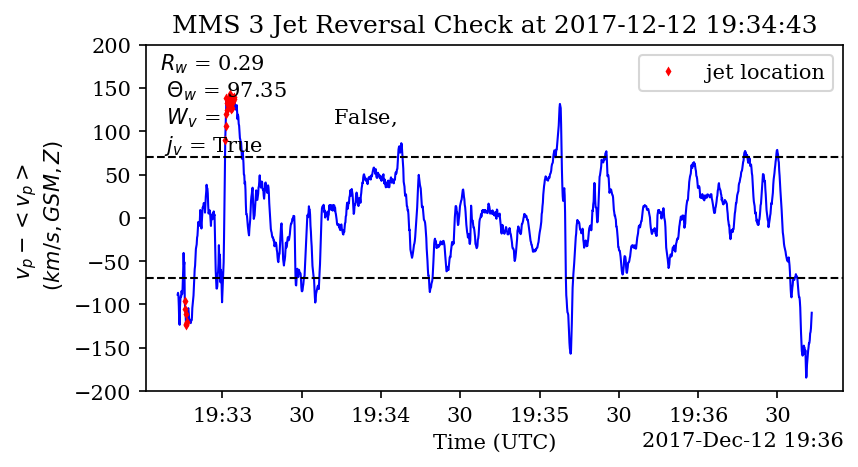 MMS 3 Jet Reversal Check at 2017-12-12 19:34:43
200
150
100
50
0
−50
−100
−150
−200
v_p − <v_p>
(km/s, GSM, Z)
R_w = 0.29
Θ_w = 97.35
W_v = False,
j_v = True
jet location
19:33 30 19:34 30 19:35 30 19:36 30
Time (UTC)
2017-Dec-12 19:36